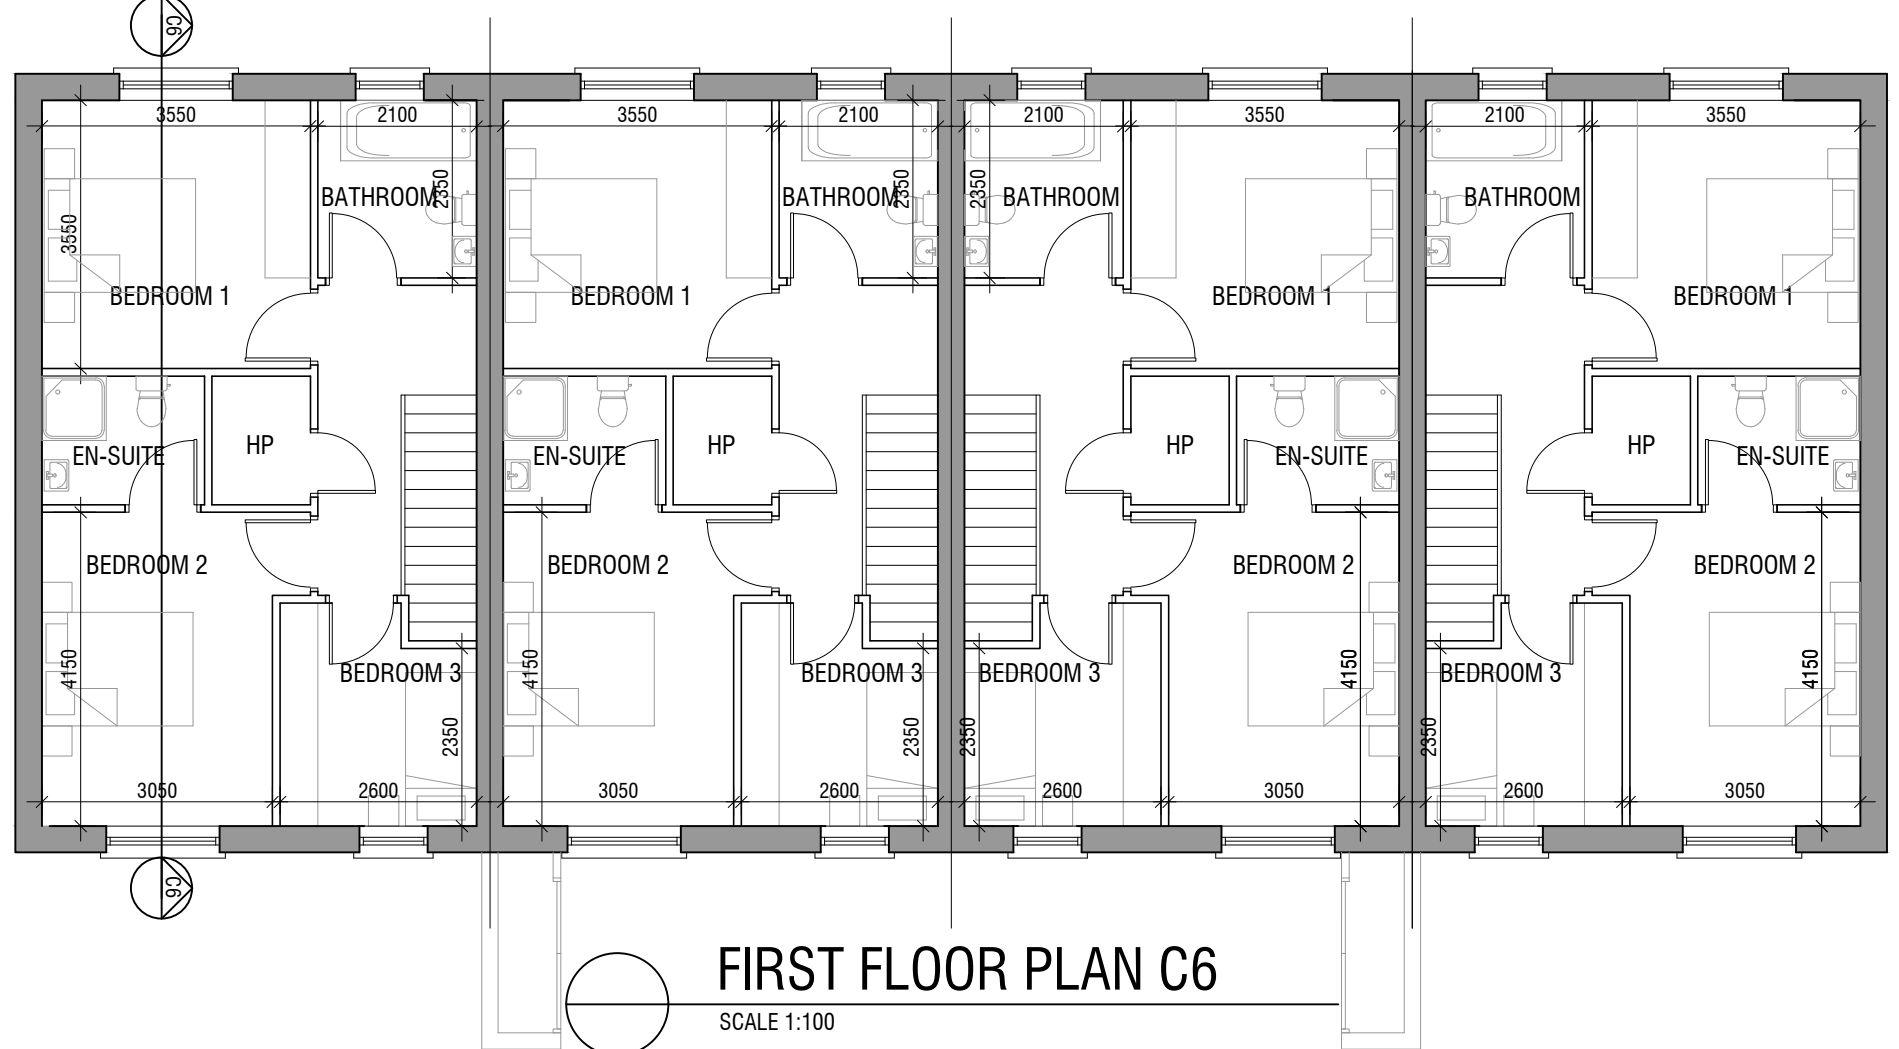 C6
3550 2100 3550 2100 2100 3550 2100 3550
2350 2350 2350
BATHROOM BATHROOM BATHROOM BATHROOM
3550
BEDROOM 1 BEDROOM 1 BEDROOM 1 BEDROOM 1
HP HP HP HP
EN-SUITE EN-SUITE EN-SUITE EN-SUITE
BEDROOM 2 BEDROOM 2 BEDROOM 2 BEDROOM 2
4150 4150 4150 4150
BEDROOM 3 BEDROOM 3 BEDROOM 3 BEDROOM 3
2350 2350 2350 2350
3050 2600 3050 2600 2600 3050 2600 3050
C6
FIRST FLOOR PLAN C6
SCALE 1:100